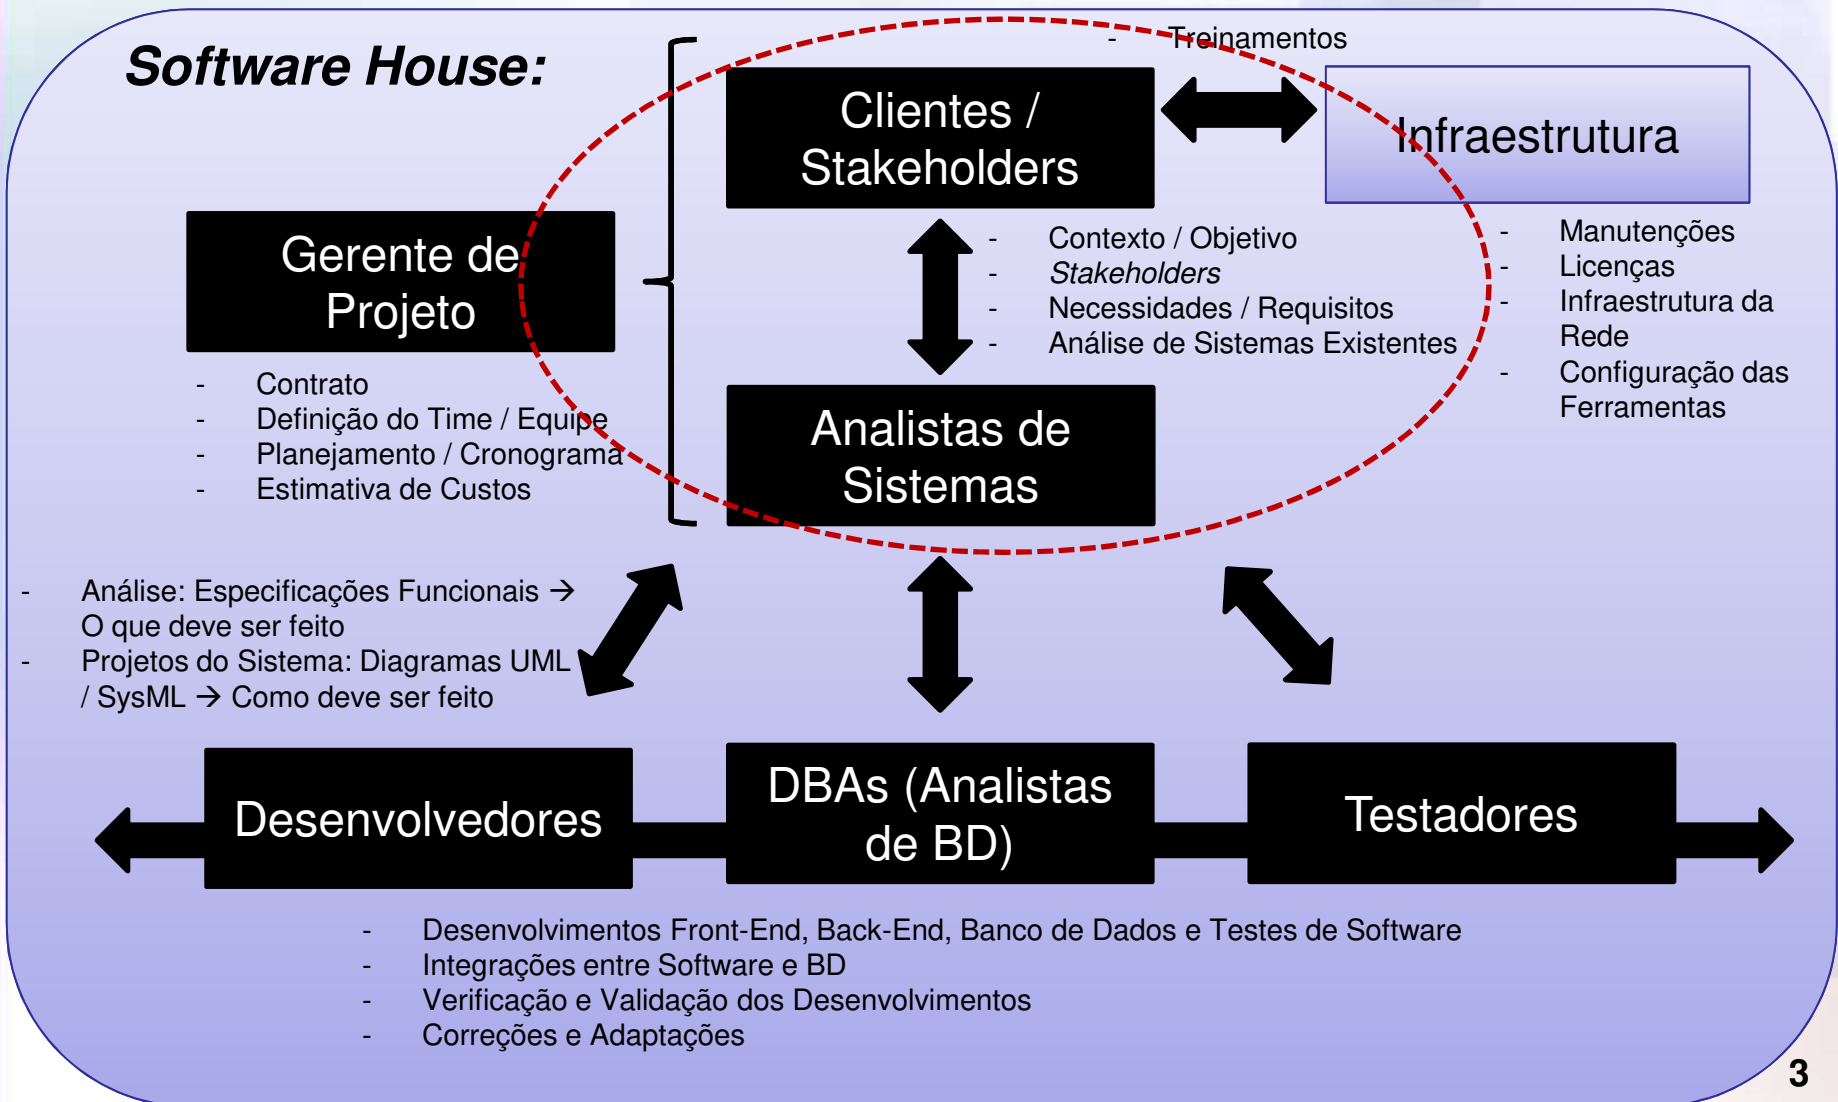 Software House:
- Treinamentos
Clientes /
Stakeholders
Infraestrutura
Gerente de
Projeto
- Contexto / Objetivo
- Stakeholders
- Necessidades / Requisitos
- Análise de Sistemas Existentes
- Manutenções
- Licenças
- Infraestrutura da
Rede
- Configuração das
Ferramentas
- Contrato
- Definição do Time / Equipe
- Planejamento / Cronograma
- Estimativa de Custos
Analistas de
Sistemas
- Análise: Especificações Funcionais →
O que deve ser feito
- Projetos do Sistema: Diagramas UML
/ SysML → Como deve ser feito
Desenvolvedores
DBAs (Analistas
de BD)
Testadores
- Desenvolvimentos Front-End, Back-End, Banco de Dados e Testes de Software
- Integrações entre Software e BD
- Verificação e Validação dos Desenvolvimentos
- Correções e Adaptações
3